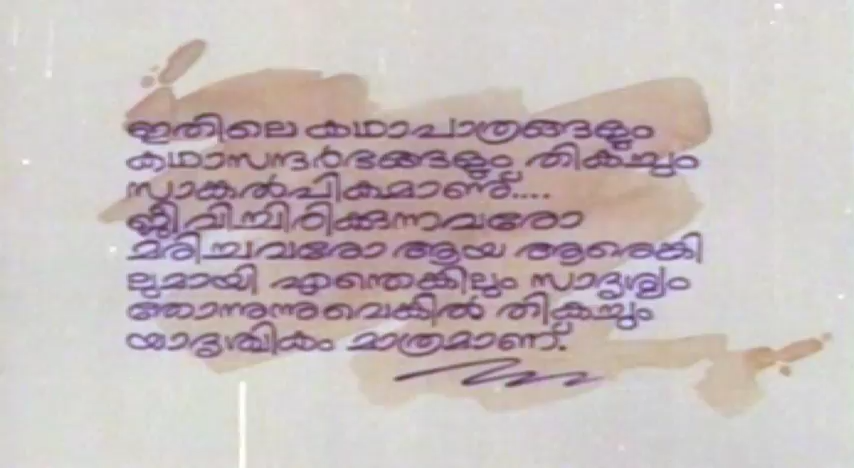 ഇതിലെ കഥാപാത്രങ്ങളും
കഥാസന്ദർഭങ്ങളും തികച്ചും
സാങ്കൽപികമാണു്....
ജീവിച്ചിരിക്കുന്നവരോ
മരിച്ചവരോ ആയ ആരെങ്കി
ലുമായി എന്തെങ്കിലും സാദൃശ്യം
തോന്നുന്നുവെങ്കിൽ തികച്ചും
യാദൃശ്ചികം മാത്രമാണ്.